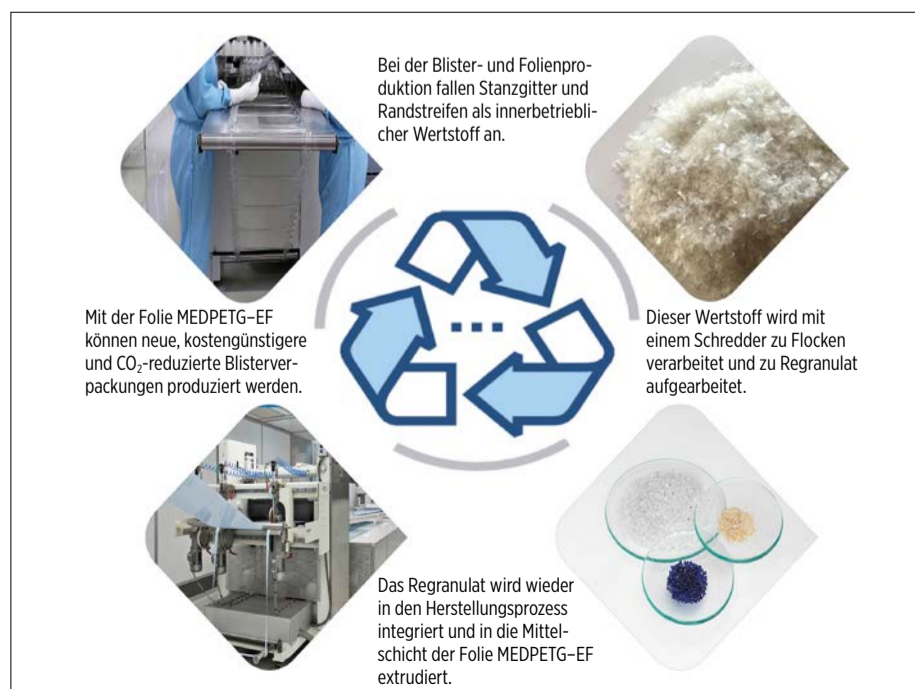 Bei der Blister- und Folienpro-
duktion fallen Stanzgitter und
Randstreifen als innerbetriebli-
cher Wertstoff an.
Dieser Wertstoff wird mit
einem Schredder zu Flocken
verarbeitet und zu Regranulat
aufgearbeitet.
Das Regranulat wird wieder
in den Herstellungsprozess
integriert und in die Mittel-
schicht der Folie MEDPETG–EF
extrudiert.
Mit der Folie MEDPETG–EF
können neue, kostengünstigere
und CO₂-reduzierte Blisterver-
packungen produziert werden.